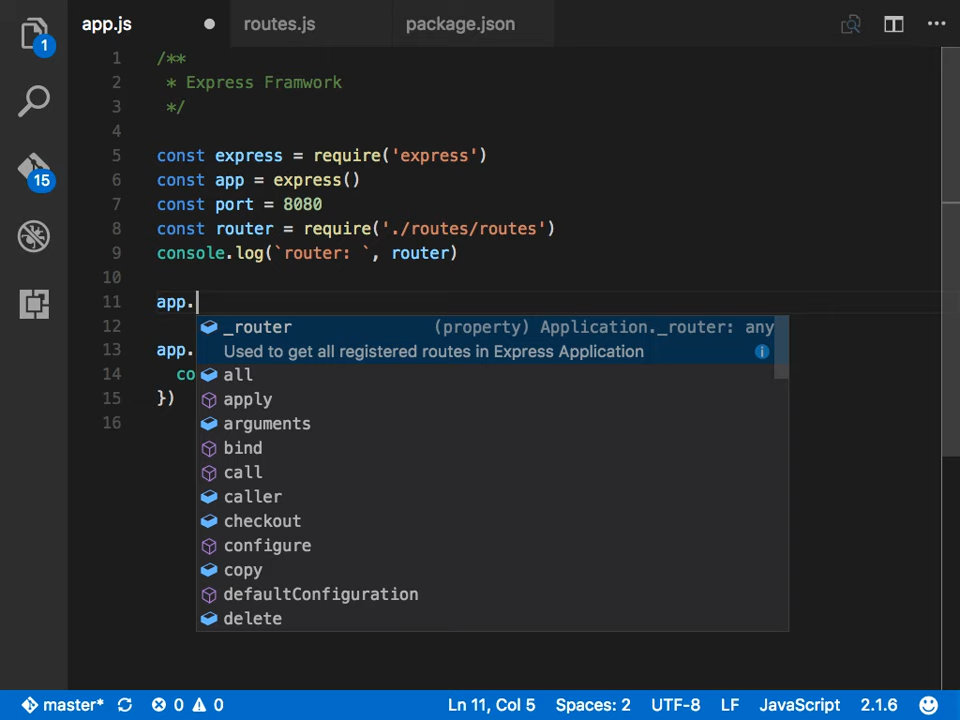 app.js routes.js package.json
1
15
1 /**
2 * Express Framwork
3 */
4
5 const express = require('express')
6 const app = express()
7 const port = 8080
8 const router = require('./routes/routes')
9 console.log(`router: `, router)
10
11 app.
_router (property) Application._router: any
Used to get all registered routes in Express Application
12
13 app.
14 co
15 })
16
all
apply
arguments
bind
call
caller
checkout
configure
copy
defaultConfiguration
delete
master* 0 0 Ln 11, Col 5 Spaces: 2 UTF-8 LF JavaScript 2.1.6